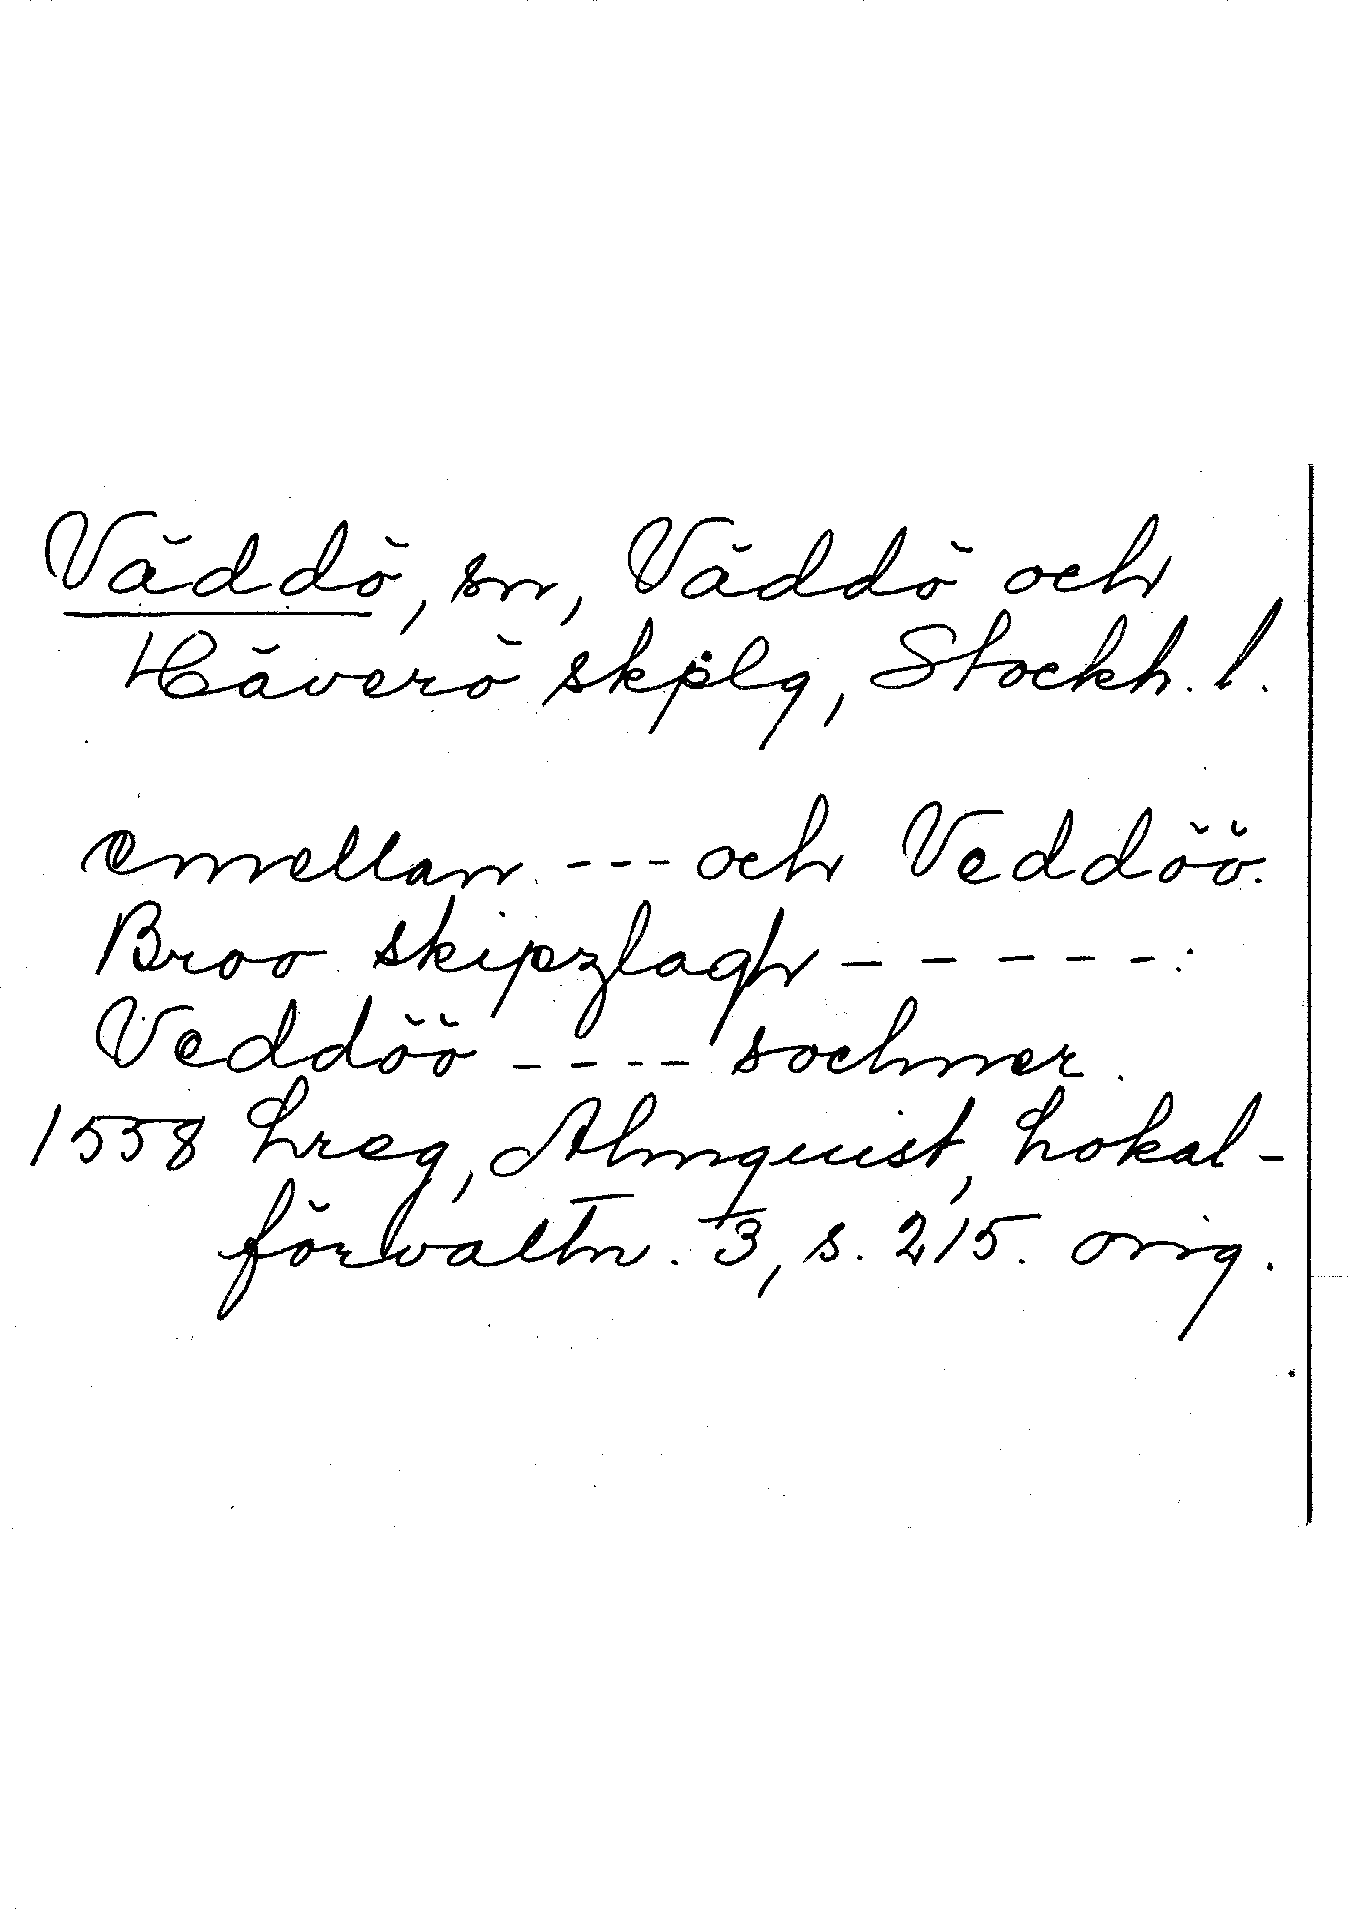 Väddö, sn, Väddö och
Häverö skplg, Stockh. l.
emellan --- och Veddöö.
Broo skipzlagh - - - - -
Veddöö ---- sochner.
1558 Lreg, Almquist, Lokal-
förvaltn. 3, s. 215. orig.